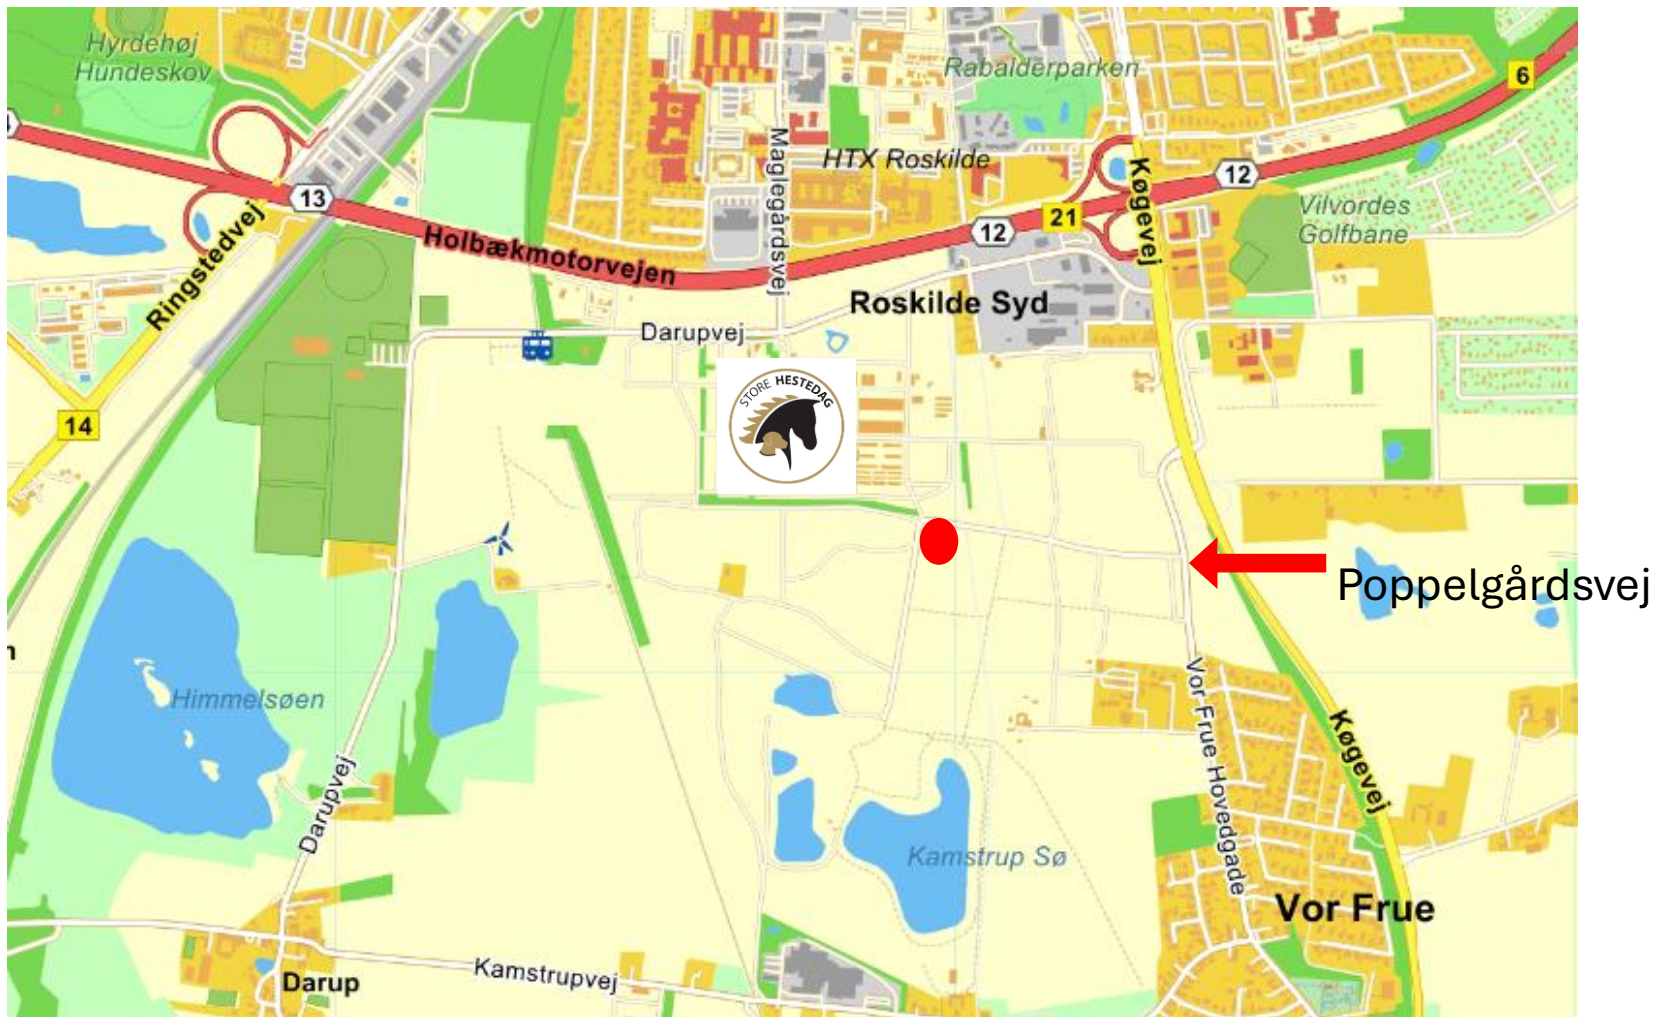 Hyrdehøj
Hundeskov
Rabalderparken
6
HTX Roskilde
Maglegårdsvej
Køgevej
12
13
Vilvordes
Golfbane
21
12
Ringstedvej
Holbækmotorvejen
Roskilde Syd
Darupvej
STORE HESTEDAG
14
Poppelgårdsvej
Himmelsøen
Vor Frue Hovedgade
Køgevej
Darupvej
Kamstrup Sø
Vor Frue
Kamstrupvej
Darup